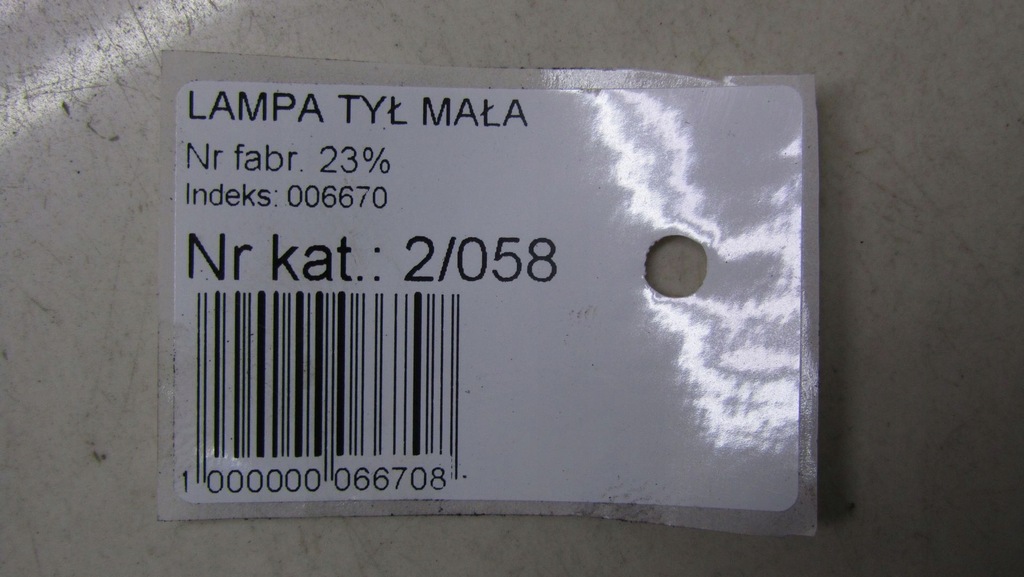 LAMPA TYŁ MAŁA
Nr fabr. 23%
Indeks: 006670
Nr kat.: 2/058
1 000000 066708